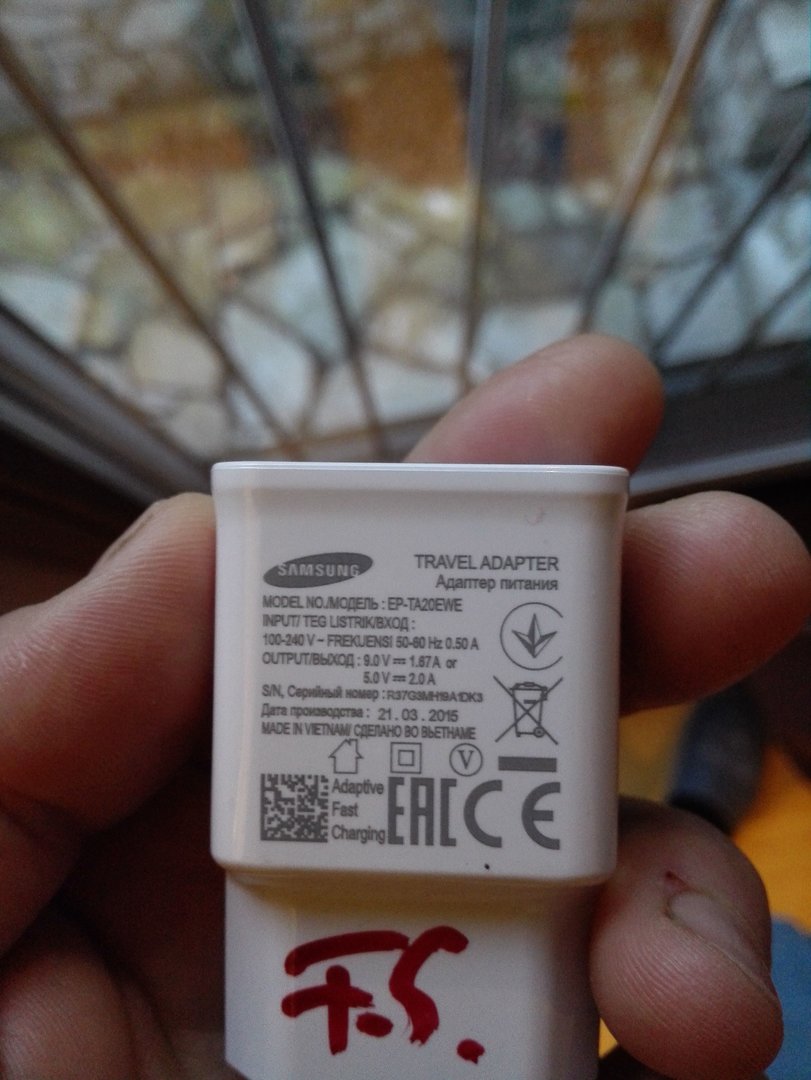 SAMSUNG
TRAVEL ADAPTER
Адаптер питания
MODEL NO./МОДЕЛЬ : EP-TA20EWE
INPUT/ TEG LISTRIK/ВХОД :
100-240 V ~ FREKUENSI 50-60 Hz 0.50 A
OUTPUT/ВЫХОД : 9.0 V ⎓ 1.67 A or
5.0 V ⎓ 2.0 A
S/N, Серийный номер : R37G3MH19A1DK3
Дата производства : 21 . 03 . 2015
MADE IN VIETNAM/ СДЕЛАНО ВО ВЬЕТНАМЕ
V
Adaptive
Fast
Charging
EAC CE
F.S.